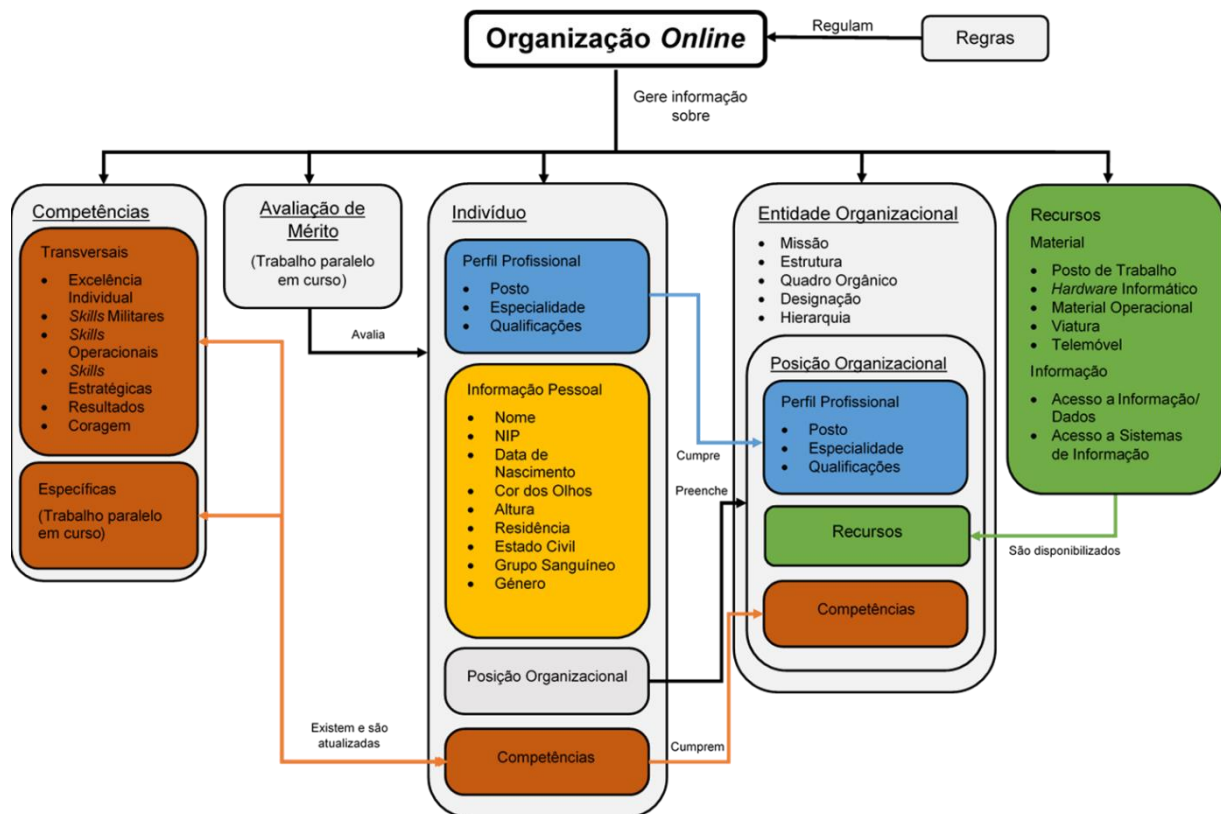 Organização Online
Regulam
Regras
Gere informação
sobre
Competências
Transversais
• Excelência
Individual
• Skills Militares
• Skills
Operacionais
• Skills
Estratégicas
• Resultados
• Coragem
Específicas
(Trabalho paralelo
em curso)
Avaliação de
Mérito
(Trabalho paralelo
em curso)
Avalia
Existem e são
atualizadas
Indivíduo
Perfil Profissional
• Posto
• Especialidade
• Qualificações
Informação Pessoal
• Nome
• NIP
• Data de
Nascimento
• Cor dos Olhos
• Altura
• Residência
• Estado Civil
• Grupo Sanguíneo
• Género
Posição Organizacional
Competências
Cumpre
Preenche
Cumprem
Entidade Organizacional
• Missão
• Estrutura
• Quadro Orgânico
• Designação
• Hierarquia
Posição Organizacional
Perfil Profissional
• Posto
• Especialidade
• Qualificações
Recursos
Competências
Recursos
Material
• Posto de Trabalho
• Hardware Informático
• Material Operacional
• Viatura
• Telemóvel
Informação
• Acesso a Informação/
Dados
• Acesso a Sistemas
de Informação
São disponibilizados